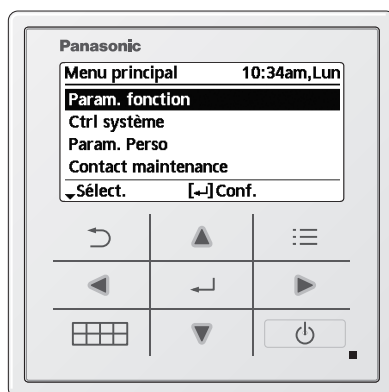 Panasonic
Menu principal 10:34am,Lun
Param. fonction
Ctrl système
Param. Perso
Contact maintenance
Sélect. [↵] Conf.